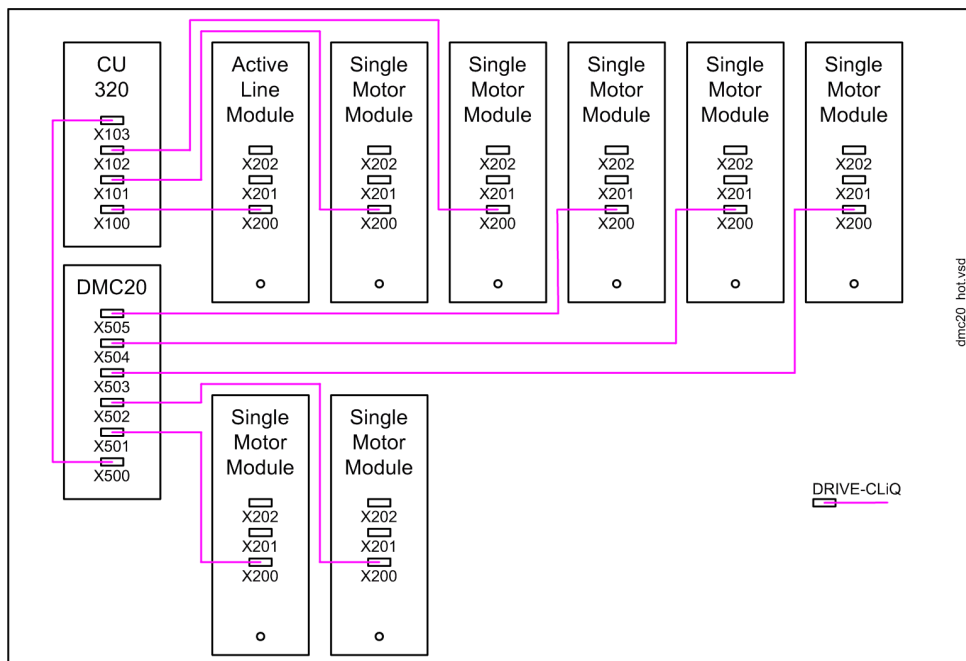 CU
320
X103
X102
X101
X100
Active
Line
Module
X202
X201
X200
Single
Motor
Module
X202
X201
X200
Single
Motor
Module
X202
X201
X200
Single
Motor
Module
X202
X201
X200
Single
Motor
Module
X202
X201
X200
Single
Motor
Module
X202
X201
X200
DMC20
X505
X504
X503
X502
X501
X500
Single
Motor
Module
X202
X201
X200
Single
Motor
Module
X202
X201
X200
DRIVE-CLiQ
dmc20_hot.vsd